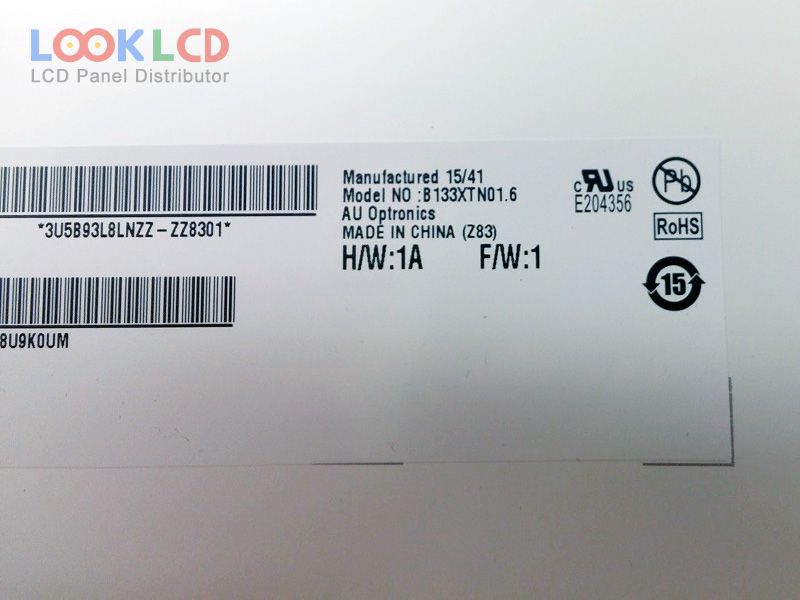 LOOKLCD
LCD Panel Distributor
*3U5B93L8LNZZ-ZZ8301*
8U9K0UM
Manufactured 15/41
Model NO :B133XTN01.6
AU Optronics
MADE IN CHINA (Z83)
H/W:1A F/W:1
C RU US
E204356
Pb
RoHS
15